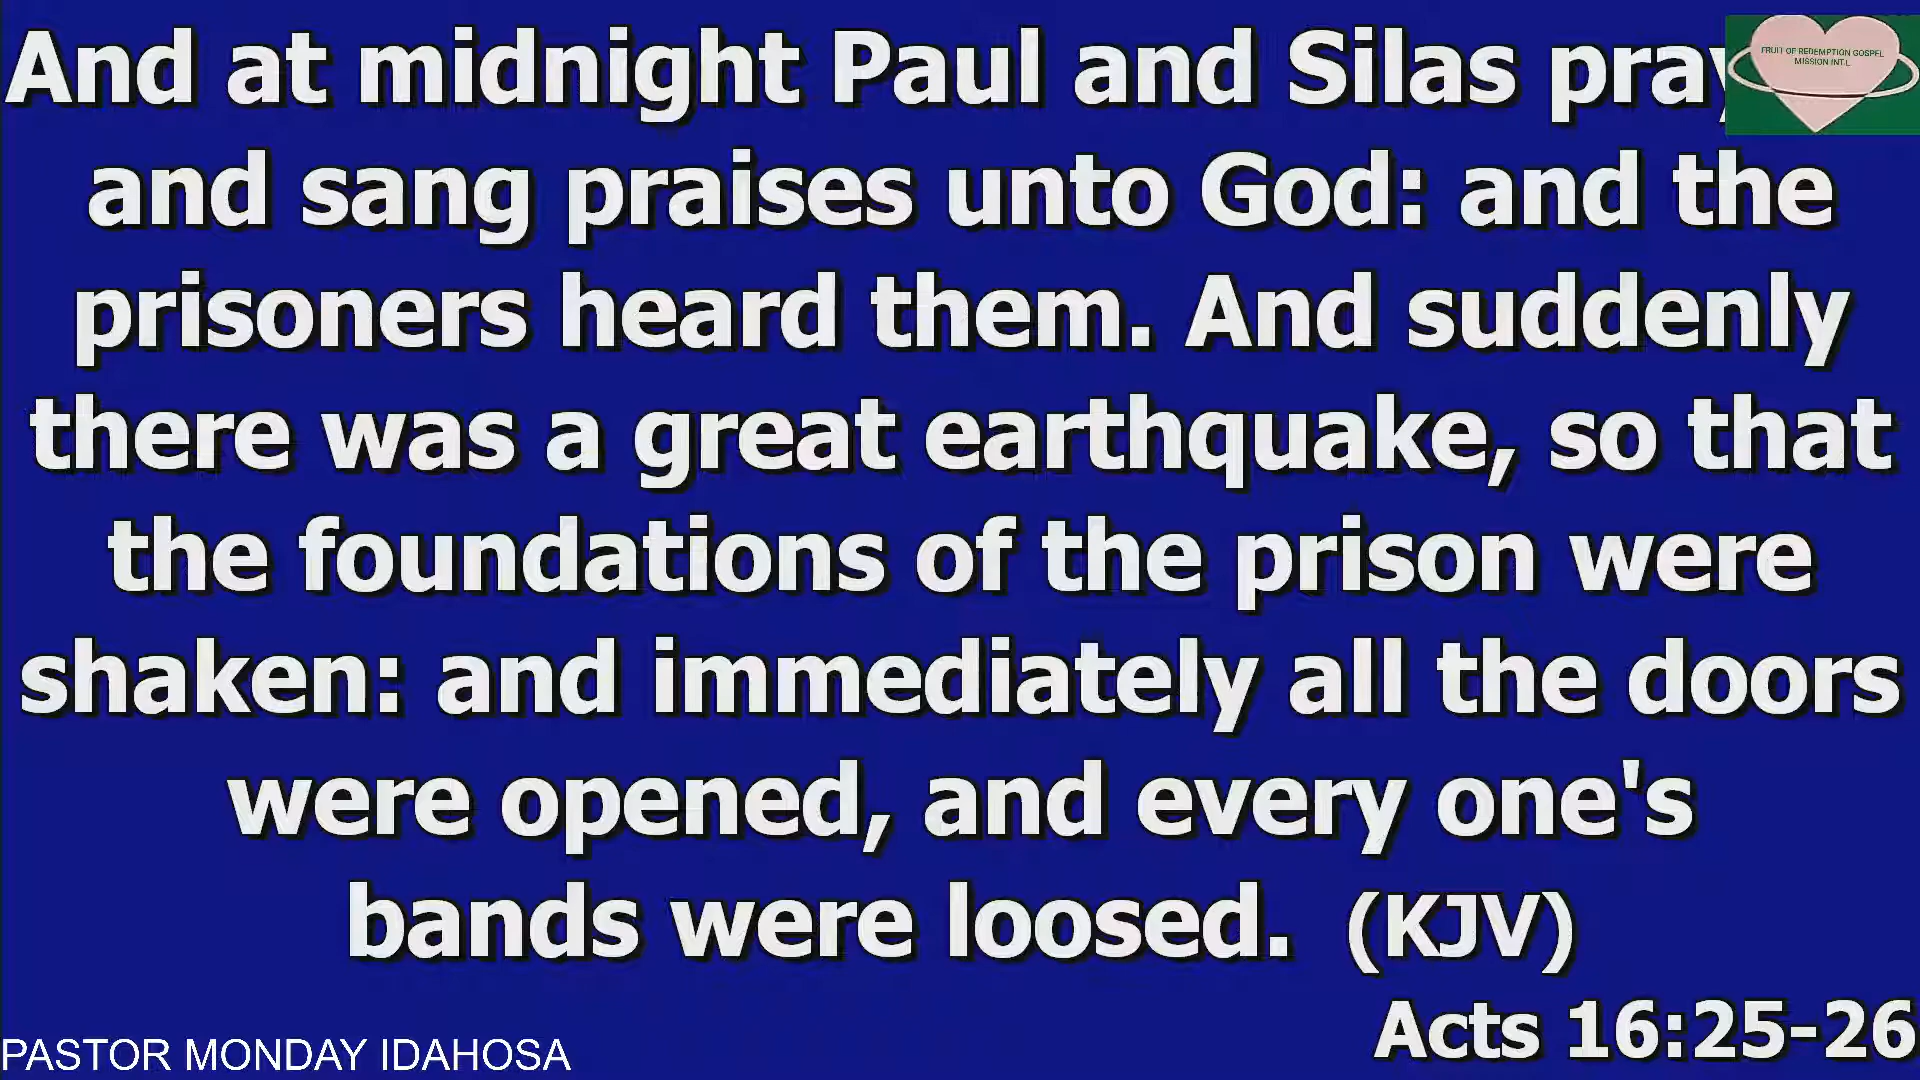 And at midnight Paul and Silas pray
FRUIT OF REDEMPTION GOSPEL
MISSION INT.L
and sang praises unto God: and the
prisoners heard them. And suddenly
there was a great earthquake, so that
the foundations of the prison were
shaken: and immediately all the doors
were opened, and every one's
bands were loosed. (KJV)
Acts 16:25-26
PASTOR MONDAY IDAHOSA